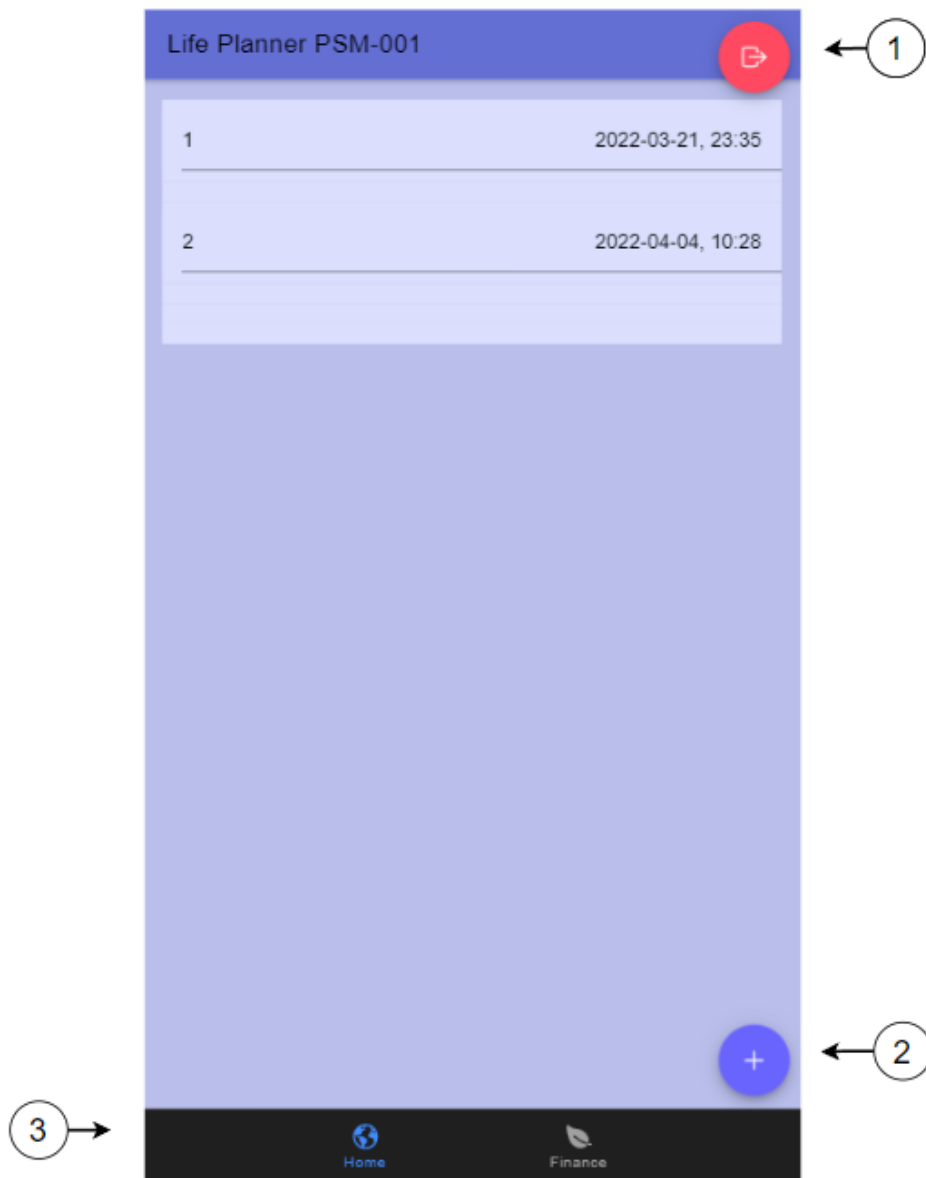 Life Planner PSM-001
1
1 2022-03-21, 23:35
2 2022-04-04, 10:28
2
3
Home Finance